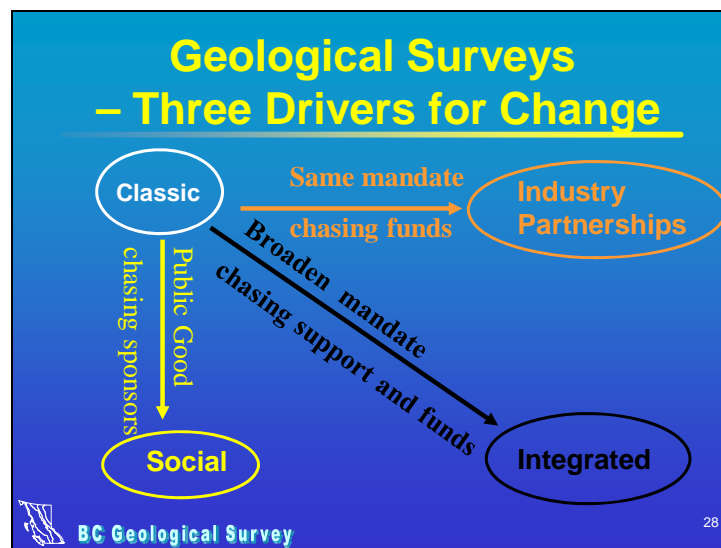 Geological Surveys
– Three Drivers for Change
Classic
Same mandate
chasing funds
Industry
Partnerships
Broaden mandate
chasing support and funds
Public Good
chasing sponsors
Social
Integrated
BC Geological Survey
28